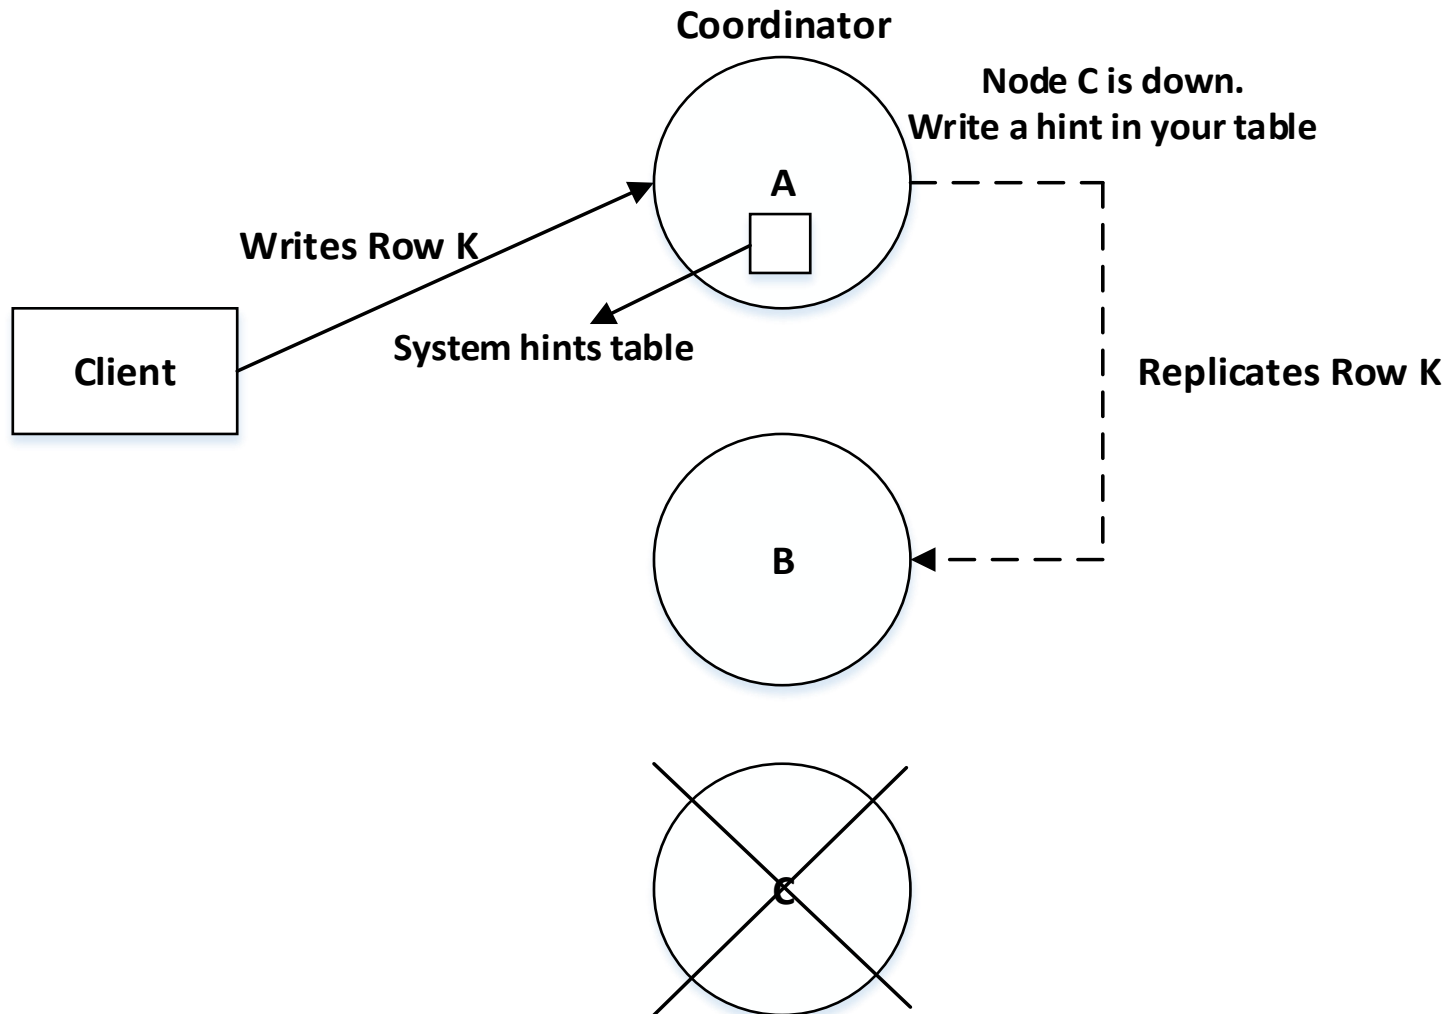 Coordinator
Node C is down.
Write a hint in your table
A
Writes Row K
System hints table
Client
Replicates Row K
B
C